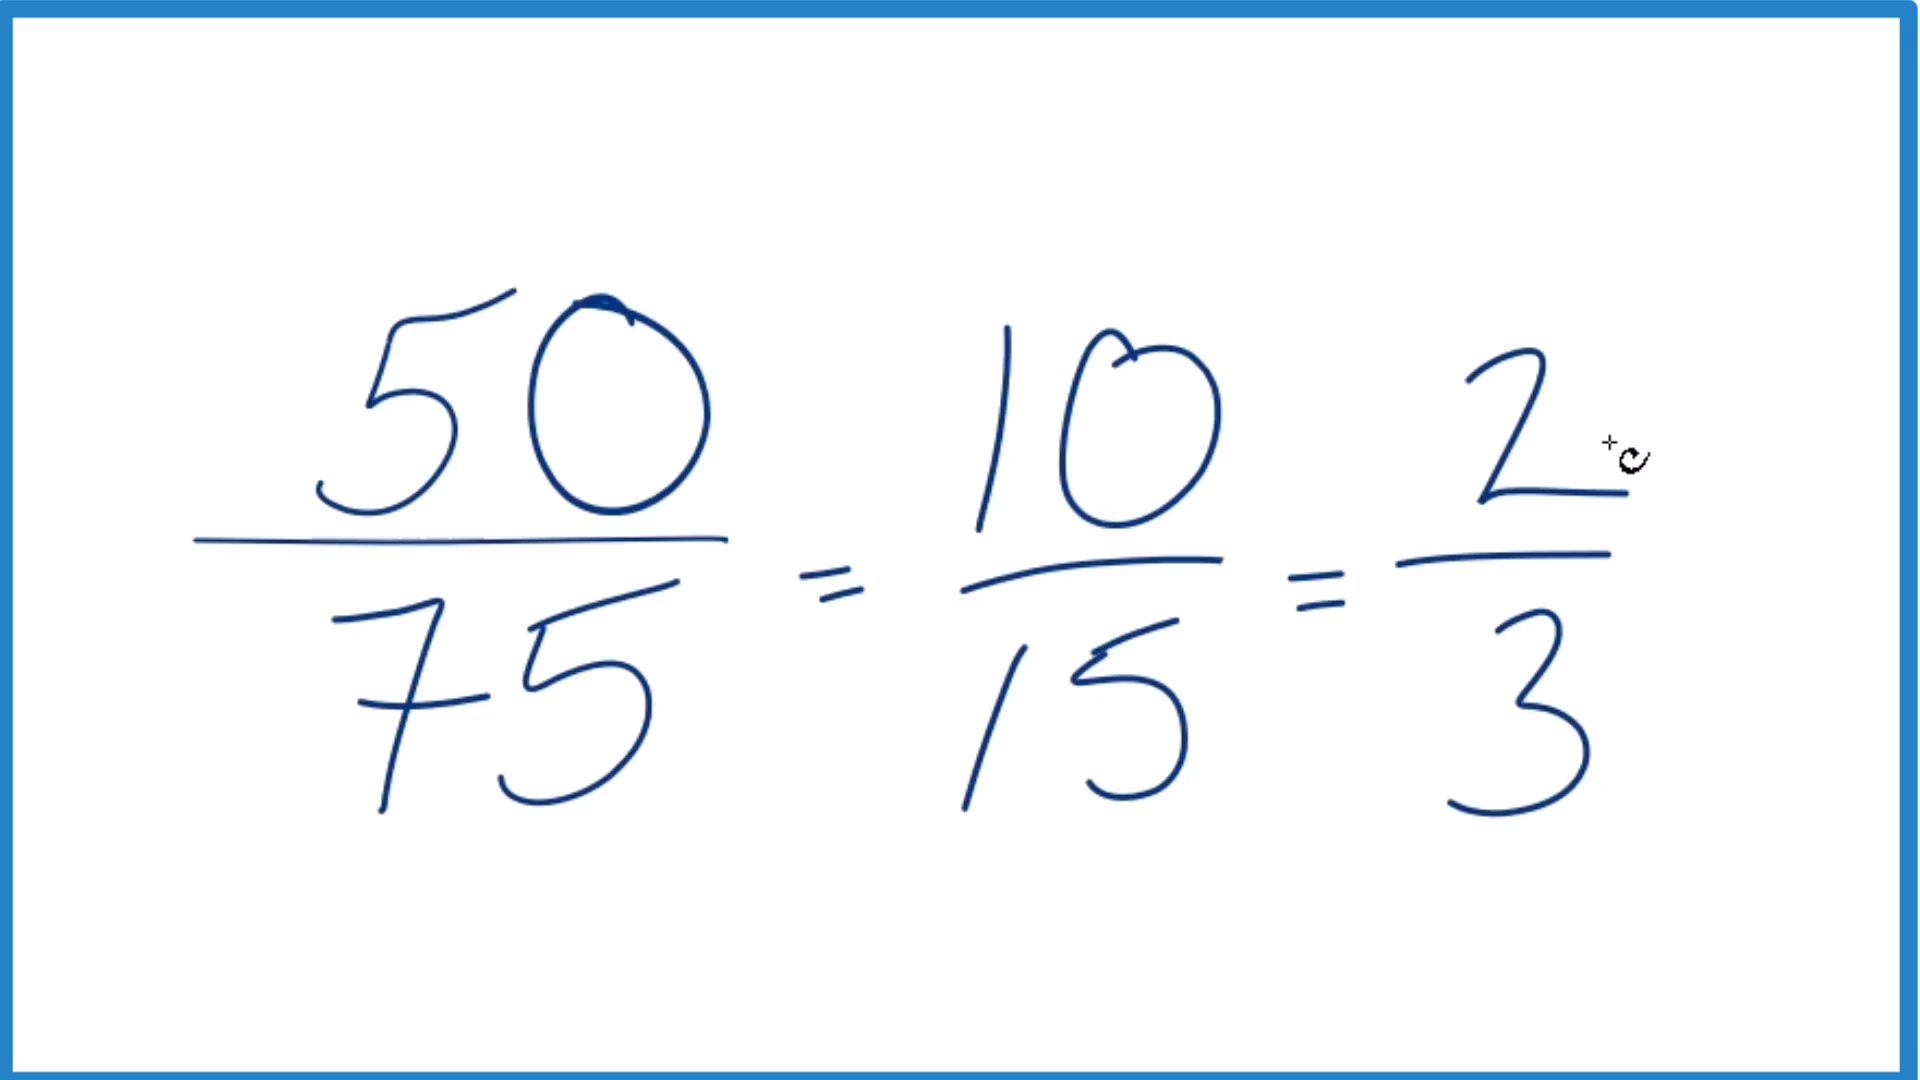 50/75 = 10/15 = 2/3